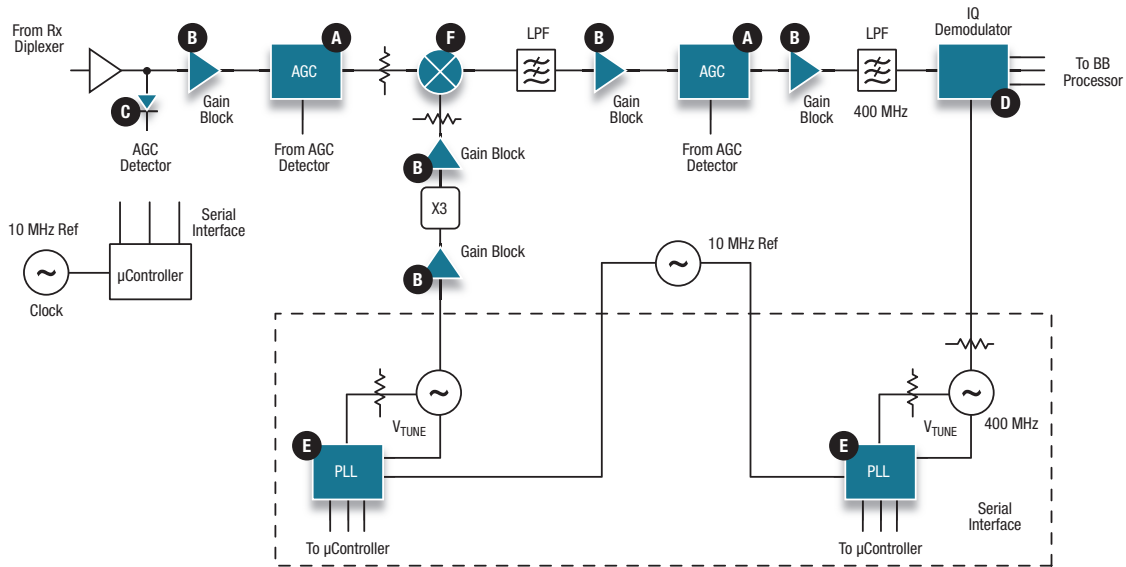 From Rx
Diplexer
B
Gain
Block
A
AGC
From AGC
Detector
C
AGC
Detector
F
LPF
B
Gain
Block
A
AGC
From AGC
Detector
B
Gain
Block
LPF
400 MHz
IQ
Demodulator
D
To BB
Processor
B
Gain Block
X3
B
Gain Block
10 MHz Ref
Clock
Serial
Interface
µController
10 MHz Ref
VTUNE
E
PLL
To µController
VTUNE
400 MHz
E
PLL
To µController
Serial
Interface